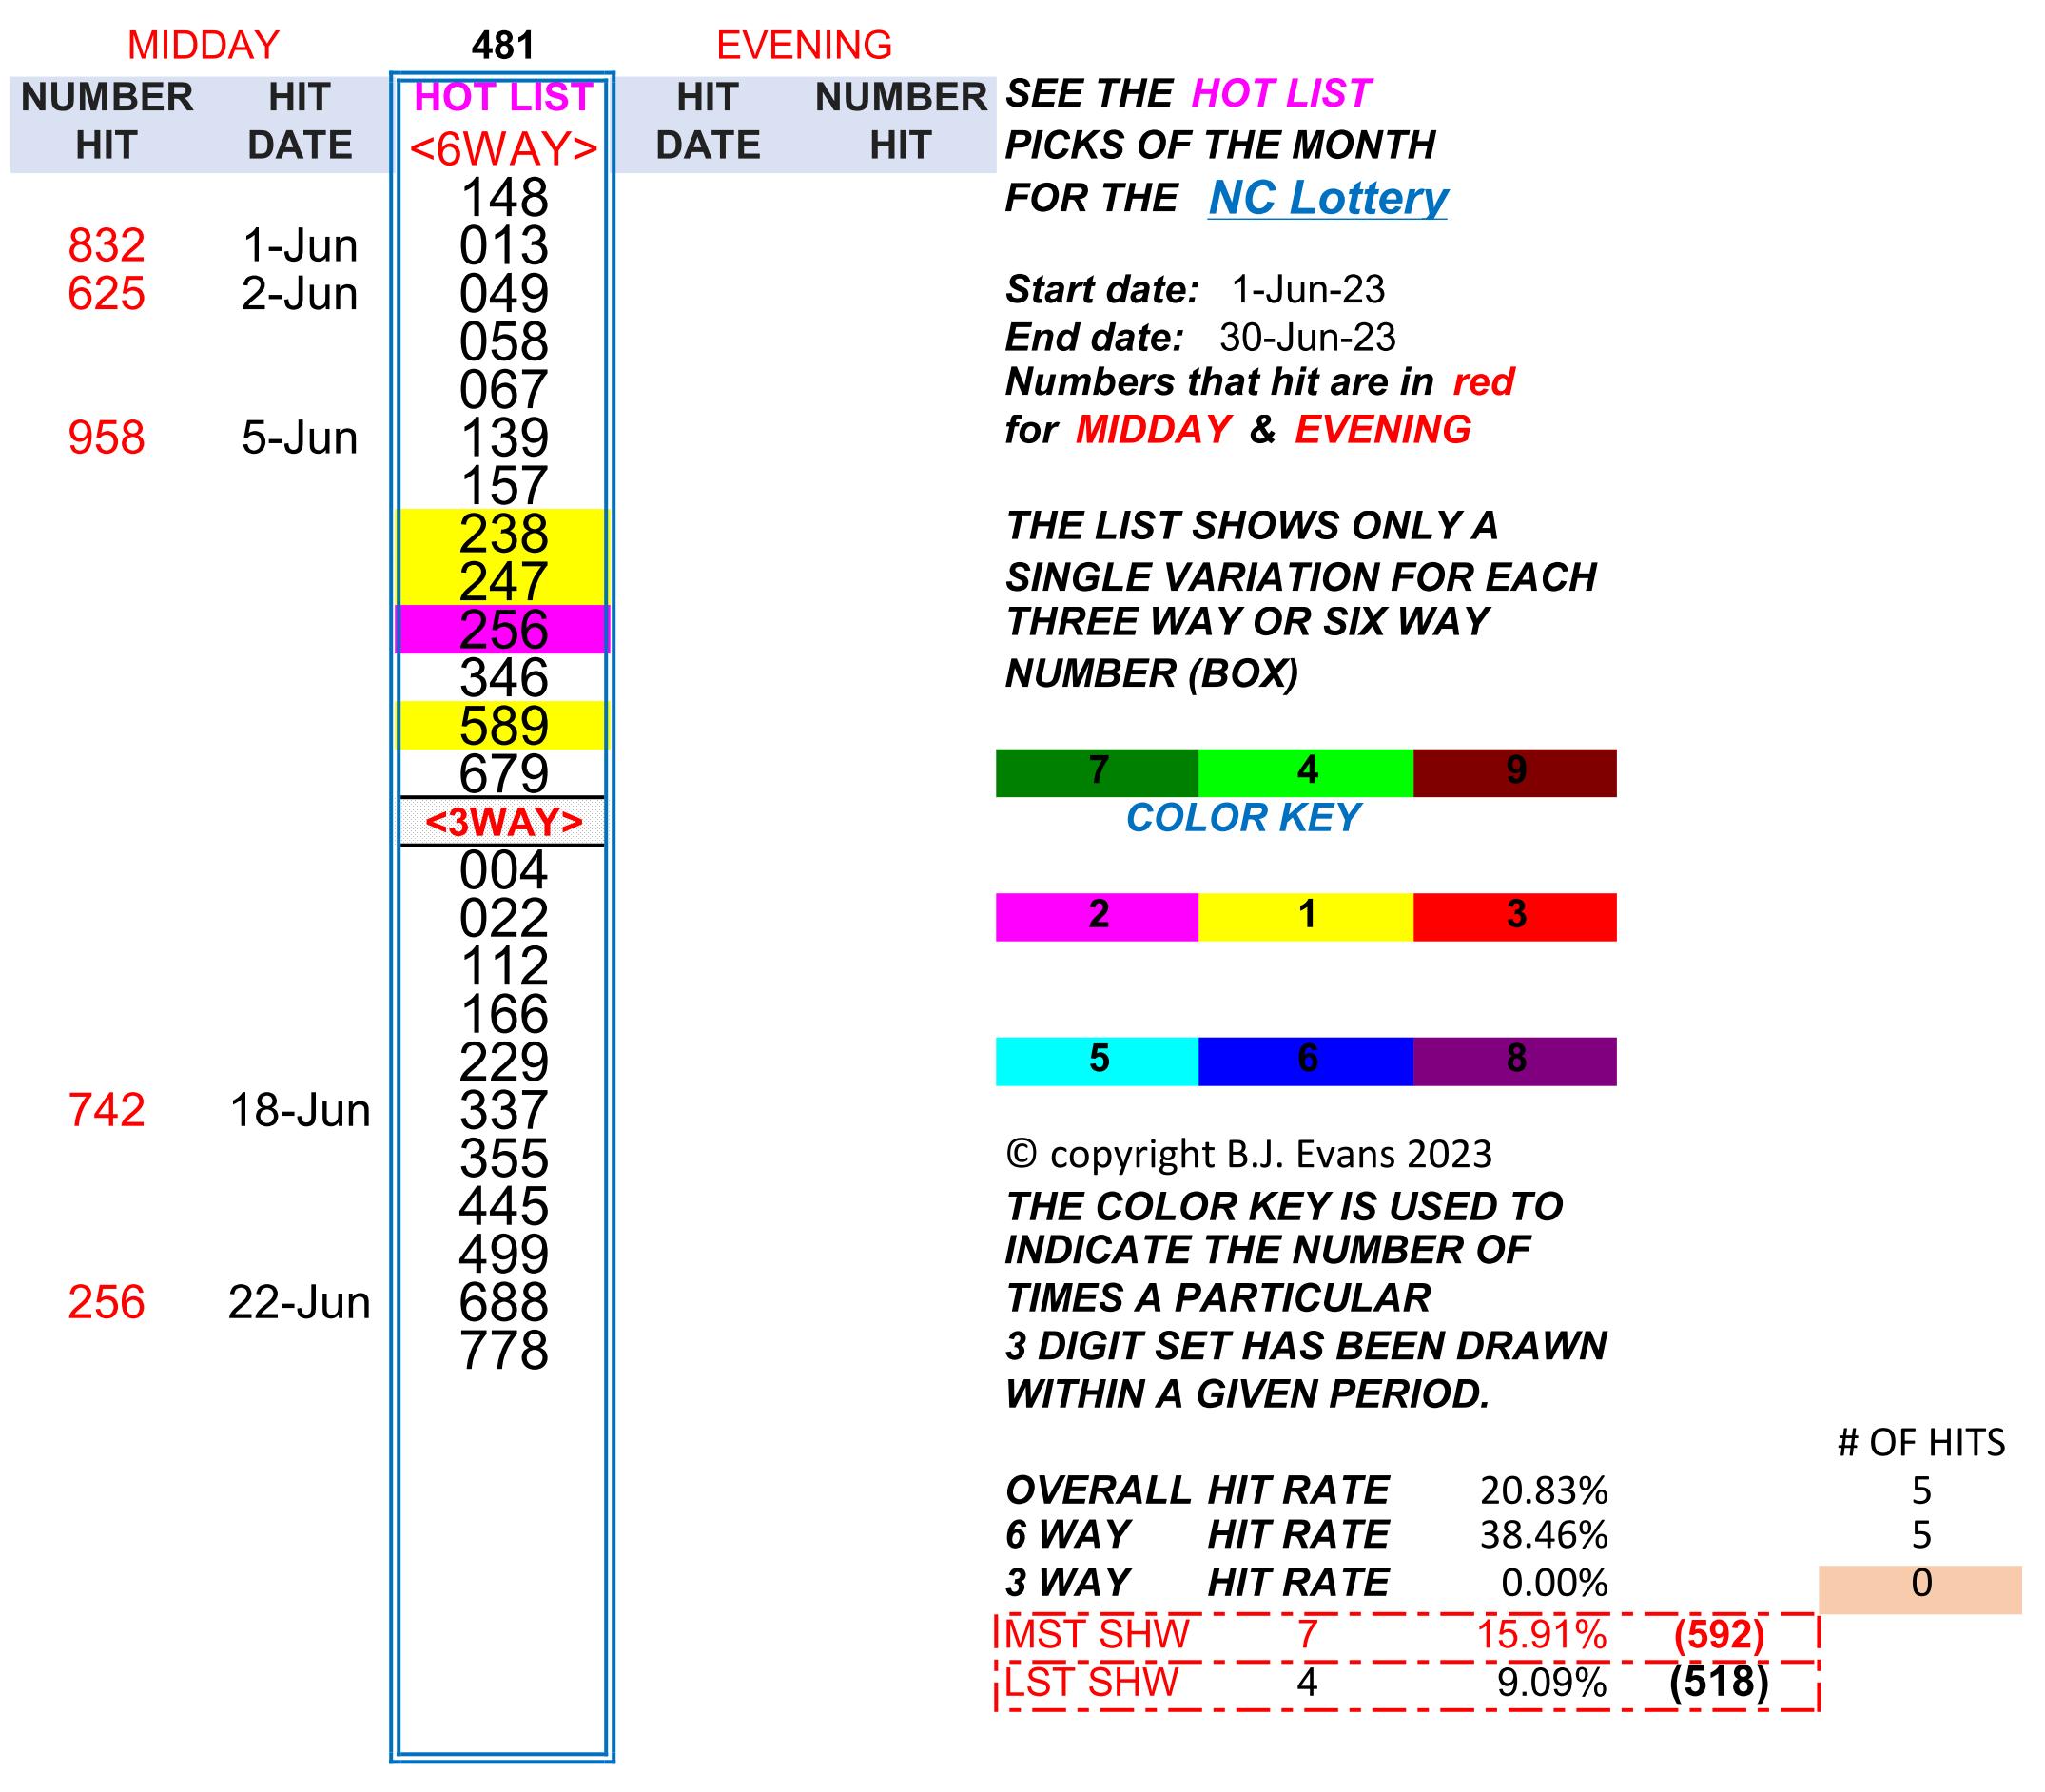 MIDDAY 481 EVENING
NUMBER HIT HOT LIST HIT NUMBER
HIT DATE <6WAY> DATE HIT
148
832 1-Jun 013
625 2-Jun 049
058
067
958 5-Jun 139
157
238
247
256
346
589
679
<3WAY>
004
022
112
166
229
742 18-Jun 337
355
445
499
256 22-Jun 688
778
SEE THE HOT LIST
PICKS OF THE MONTH
FOR THE NC Lottery
Start date: 1-Jun-23
End date: 30-Jun-23
Numbers that hit are in red
for MIDDAY & EVENING
THE LIST SHOWS ONLY A
SINGLE VARIATION FOR EACH
THREE WAY OR SIX WAY
NUMBER (BOX)
7 4 9
COLOR KEY
2 1 3
5 6 8
© copyright B.J. Evans 2023
THE COLOR KEY IS USED TO
INDICATE THE NUMBER OF
TIMES A PARTICULAR
3 DIGIT SET HAS BEEN DRAWN
WITHIN A GIVEN PERIOD.
# OF HITS
OVERALL HIT RATE 20.83% 5
6 WAY HIT RATE 38.46% 5
3 WAY HIT RATE 0.00% 0
MST SHW 7 15.91% (592)
LST SHW 4 9.09% (518)